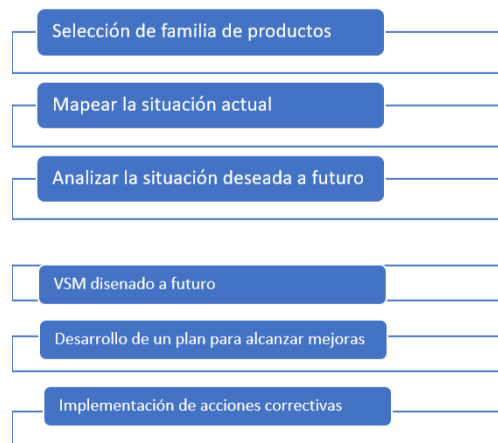 Selección de familia de productos
Mapear la situación actual
Analizar la situación deseada a futuro
VSM disenado a futuro
Desarrollo de un plan para alcanzar mejoras
Implementación de acciones correctivas